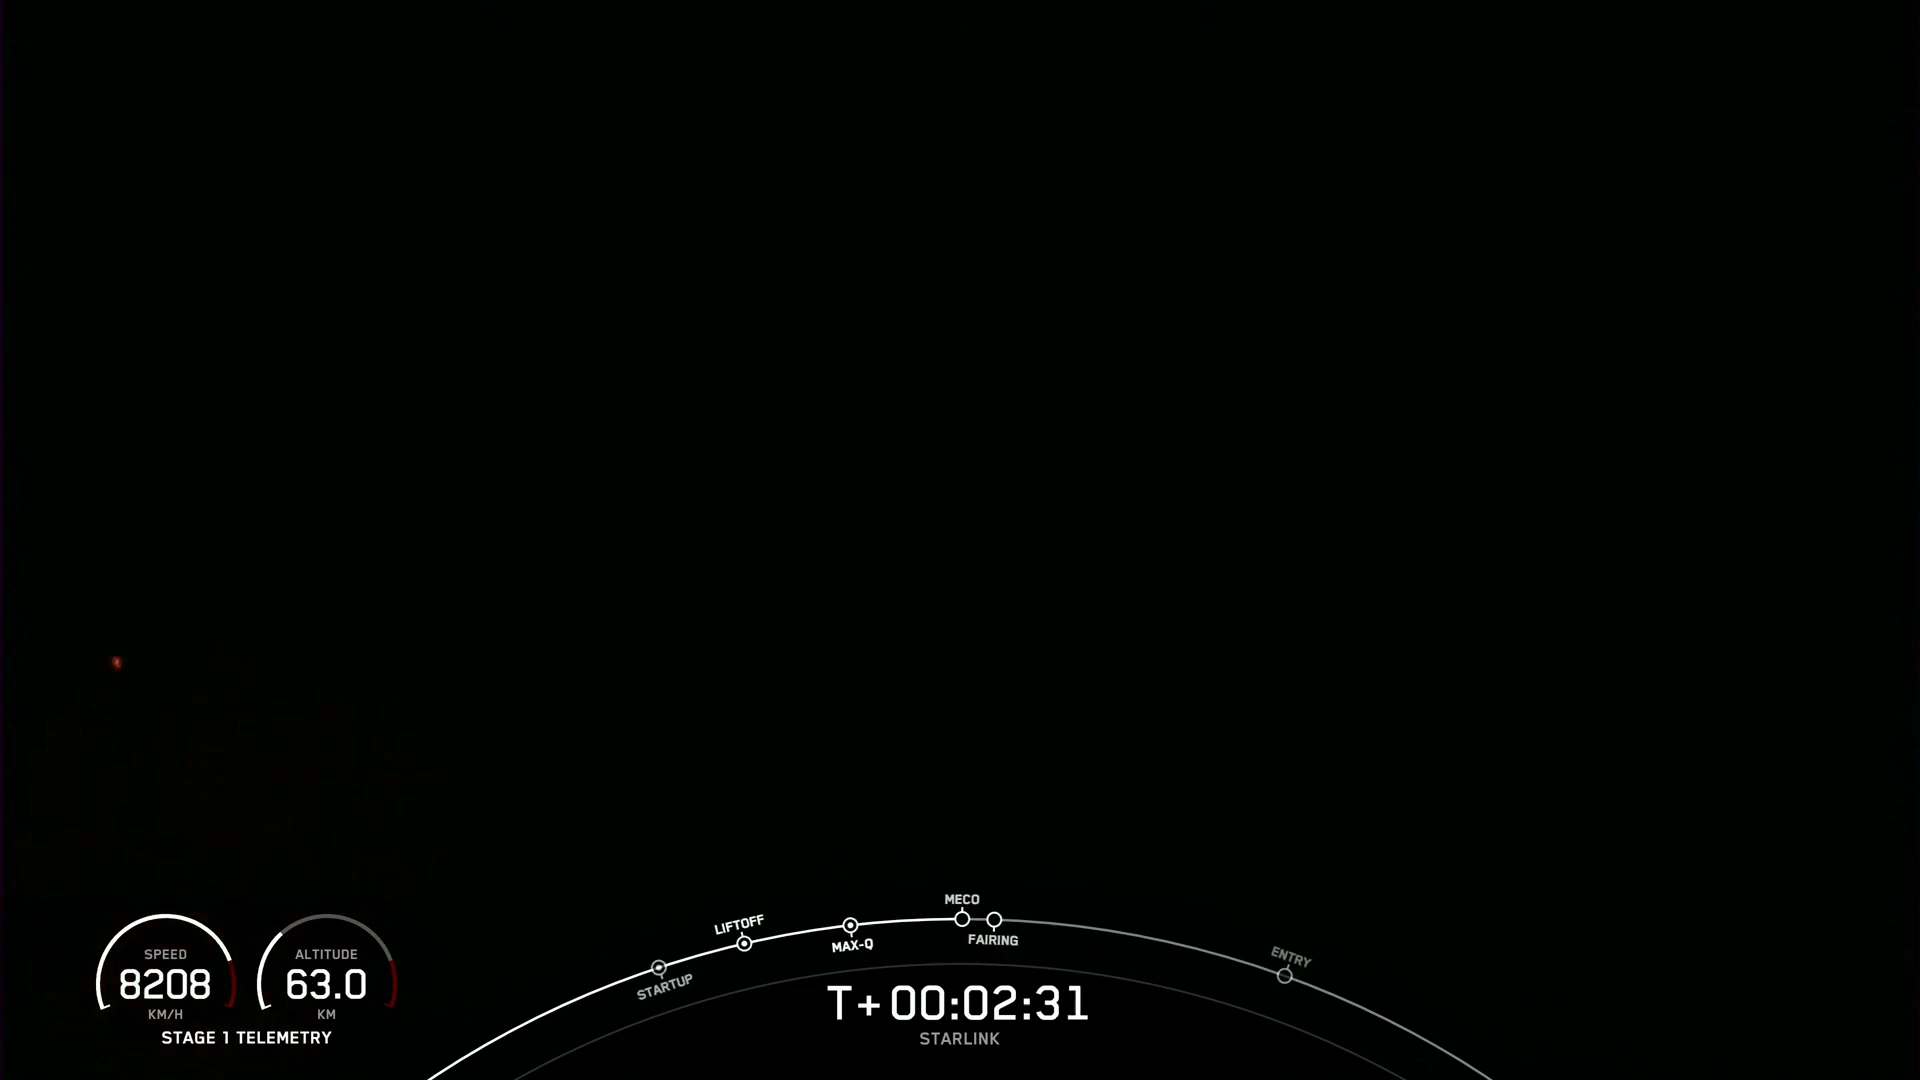 MECO
LIFTOFF
MAX-Q
FAIRING
STARTUP
ENTRY
SPEED
8208
KM/H
ALTITUDE
63.0
KM
STAGE 1 TELEMETRY
T+00:02:31
STARLINK